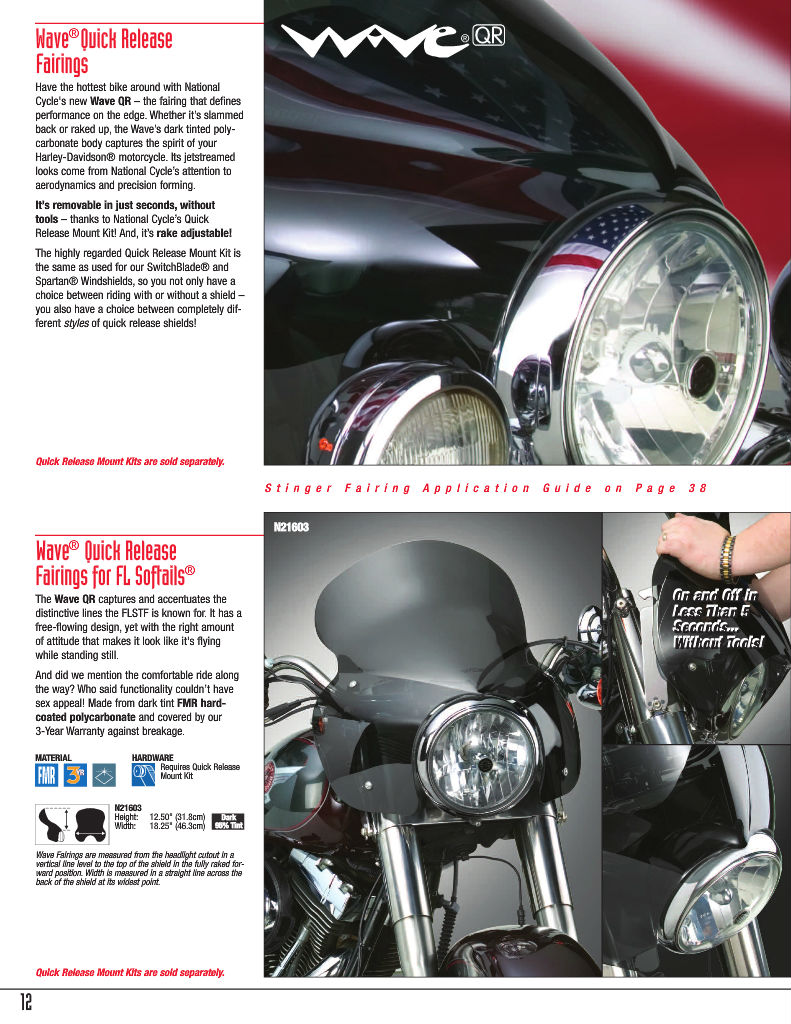 Wave® Quick Release
Fairings
Have the hottest bike around with National
Cycle's new Wave QR – the fairing that defines
performance on the edge. Whether it's slammed
back or raked up, the Wave's dark tinted poly-
carbonate body captures the spirit of your
Harley-Davidson® motorcycle. Its jetstreamed
looks come from National Cycle's attention to
aerodynamics and precision forming.
It's removable in just seconds, without
tools – thanks to National Cycle's Quick
Release Mount Kit! And, it's rake adjustable!
The highly regarded Quick Release Mount Kit is
the same as used for our SwitchBlade® and
Spartan® Windshields, so you not only have a
choice between riding with or without a shield –
you also have a choice between completely dif-
ferent styles of quick release shields!
Quick Release Mount Kits are sold separately.
WAVE® QR
Stinger Fairing Application Guide on Page 38
Wave® Quick Release
Fairings for FL Softails®
The Wave QR captures and accentuates the
distinctive lines the FLSTF is known for. It has a
free-flowing design, yet with the right amount
of attitude that makes it look like it's flying
while standing still.
And did we mention the comfortable ride along
the way? Who said functionality couldn't have
sex appeal! Made from dark tint FMR hard-
coated polycarbonate and covered by our
3-Year Warranty against breakage.
MATERIAL
FMR
3YR
HARDWARE
Requires Quick Release
Mount Kit
N21603
Height: 12.50" (31.8cm)
Width: 18.25" (46.3cm)
Dark
95% Tint
Wave Fairings are measured from the headlight cutout in a
vertical line level to the top of the shield in the fully raked for-
ward position. Width is measured in a straight line across the
back of the shield at its widest point.
Quick Release Mount Kits are sold separately.
N21603
On and Off in
Less Than 5
Seconds...
Without Tools!
12